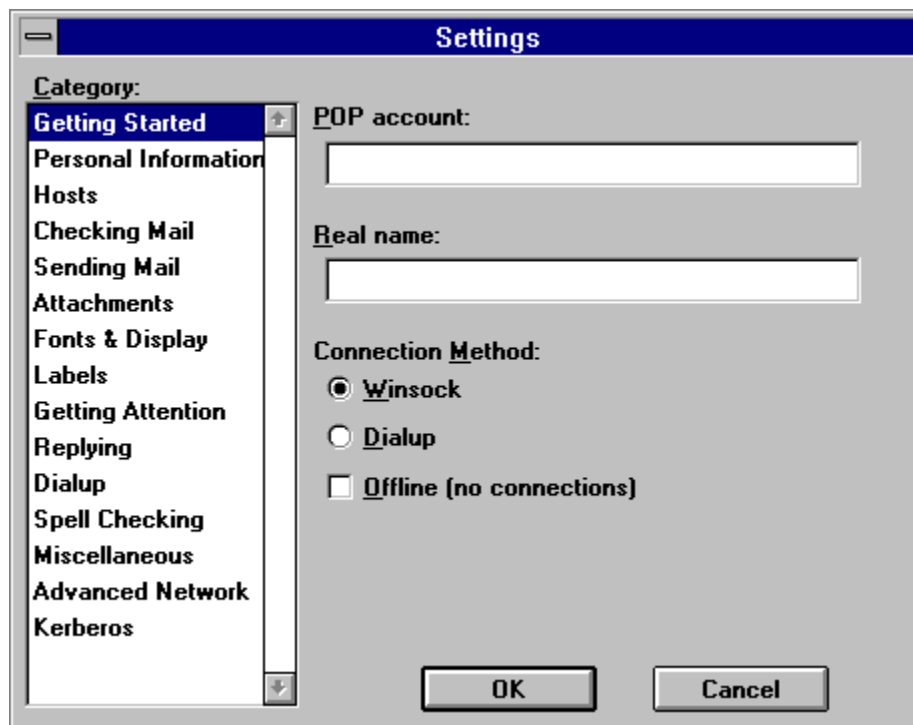 Settings
Category:
Getting Started
Personal Information
Hosts
Checking Mail
Sending Mail
Attachments
Fonts & Display
Labels
Getting Attention
Replying
Dialup
Spell Checking
Miscellaneous
Advanced Network
Kerberos
POP account:
Real name:
Connection Method:
Winsock
Dialup
Offline (no connections)
OK
Cancel